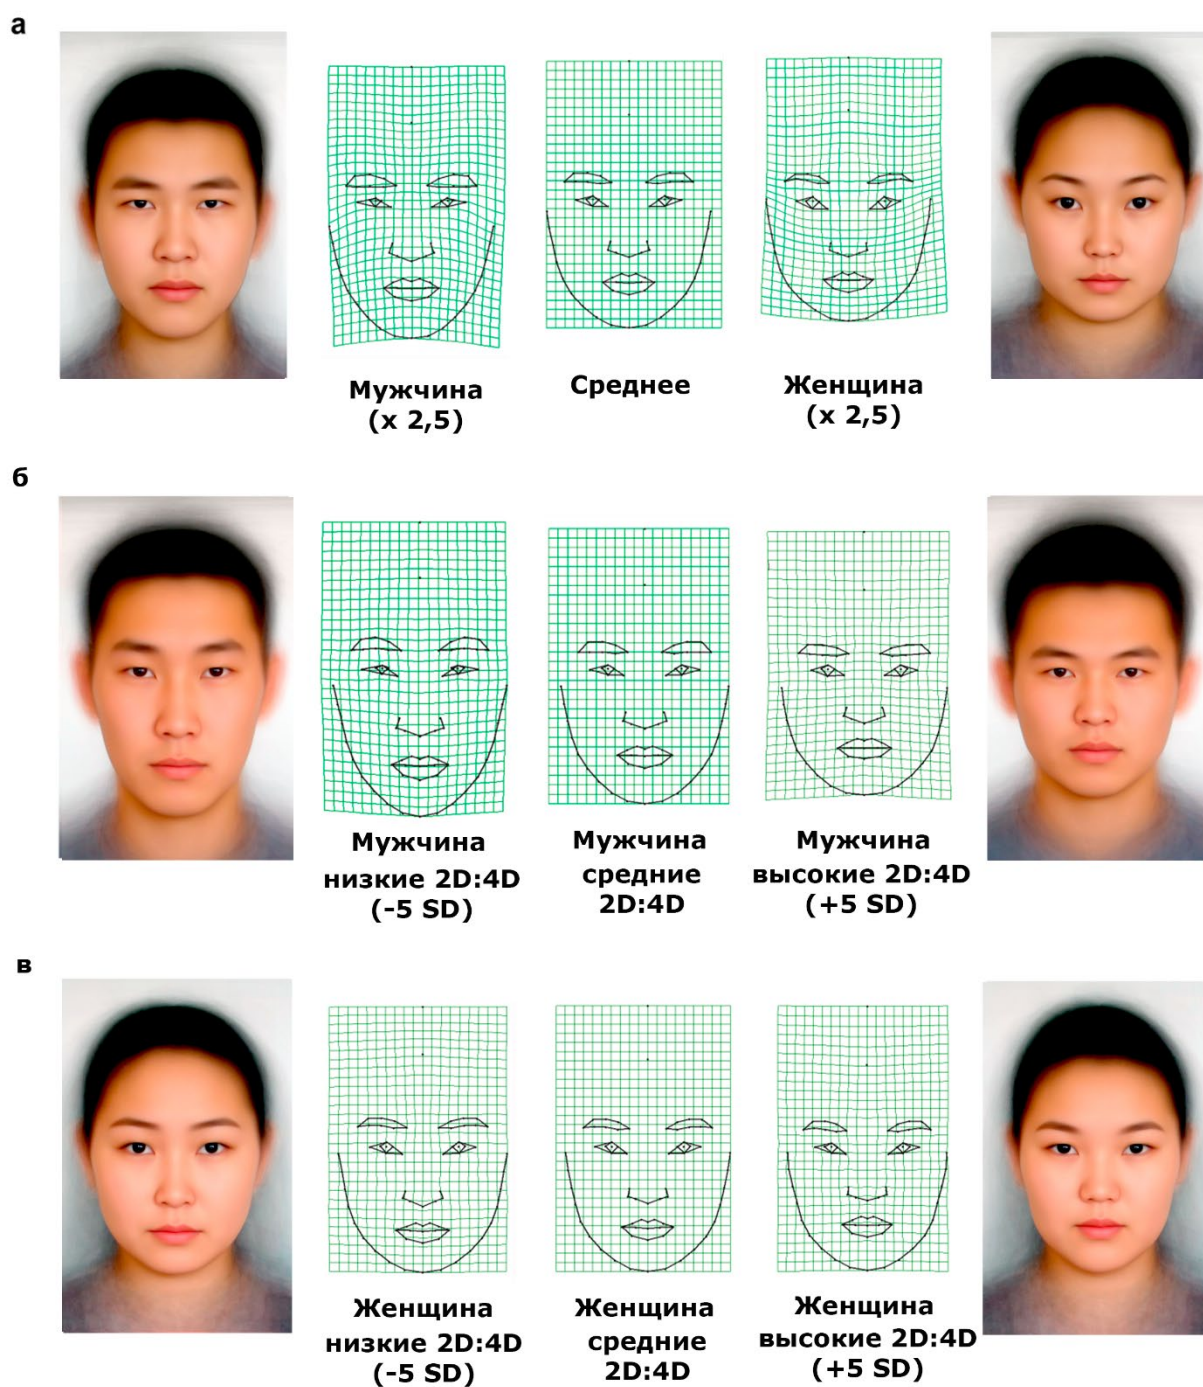 а
Мужчина
(x 2,5)
Среднее
Женщина
(x 2,5)
б
Мужчина
низкие 2D:4D
(-5 SD)
Мужчина
средние
2D:4D
Мужчина
высокие 2D:4D
(+5 SD)
в
Женщина
низкие 2D:4D
(-5 SD)
Женщина
средние
2D:4D
Женщина
высокие 2D:4D
(+5 SD)